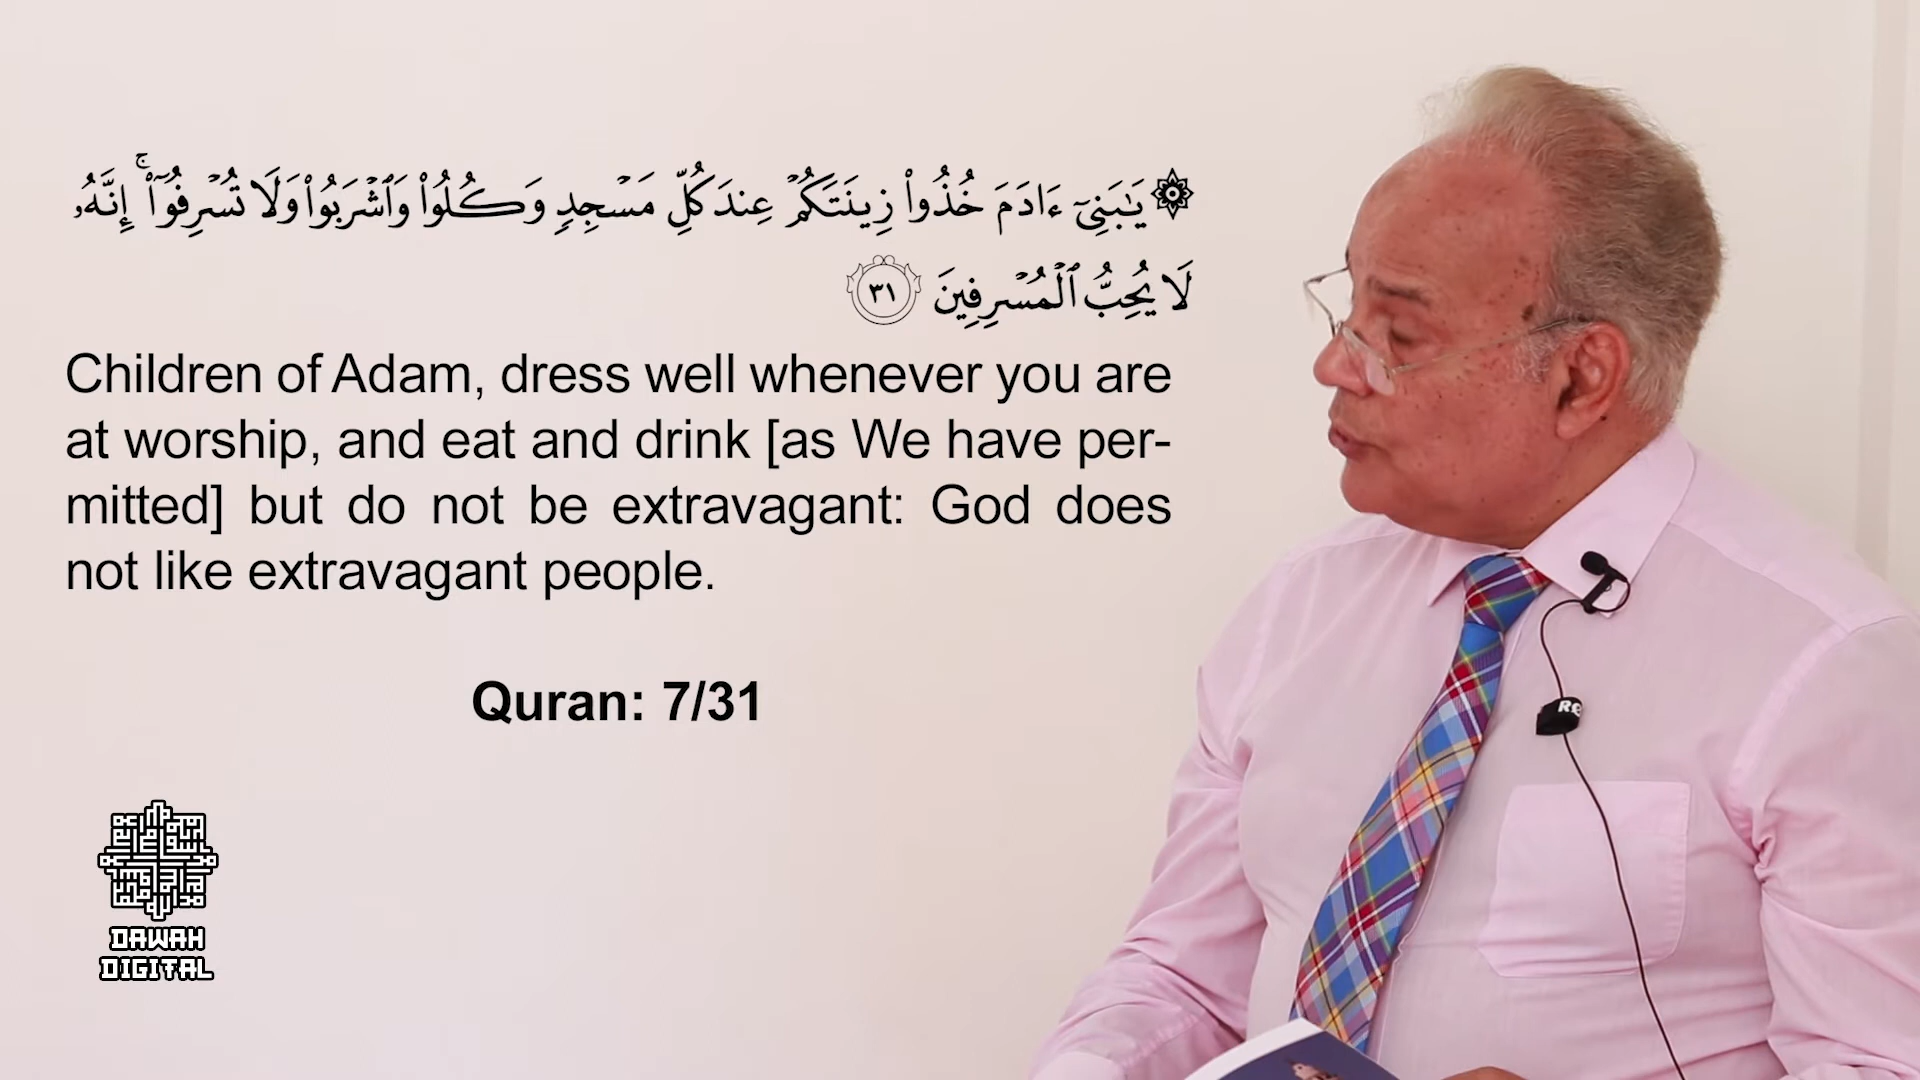 ۞ يَٰبَنِيٓ ءَادَمَ خُذُواْ زِينَتَكُمۡ عِندَ كُلِّ مَسۡجِدٖ وَكُلُواْ وَٱشۡرَبُواْ وَلَا تُسۡرِفُوٓاْۚ إِنَّهُۥ
لَا يُحِبُّ ٱلۡمُسۡرِفِينَ ٣١
Children of Adam, dress well whenever you are
at worship, and eat and drink [as We have per-
mitted] but do not be extravagant: God does
not like extravagant people.
Quran: 7/31
DAWAH
DIGITAL